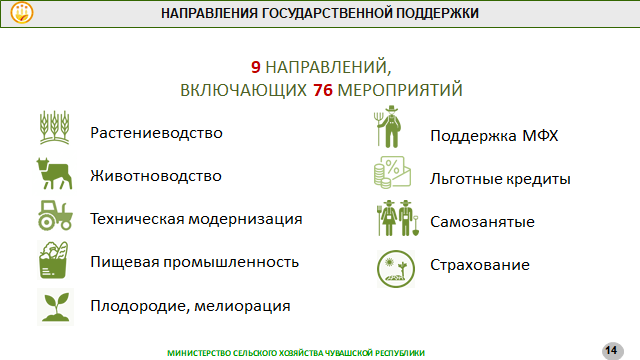 НАПРАВЛЕНИЯ ГОСУДАРСТВЕННОЙ ПОДДЕРЖКИ
9 НАПРАВЛЕНИЙ,
ВКЛЮЧАЮЩИХ 76 МЕРОПРИЯТИЙ
Растениеводство
Животноводство
Техническая модернизация
Пищевая промышленность
Плодородие, мелиорация
Поддержка МФХ
Льготные кредиты
Самозанятые
Страхование
МИНИСТЕРСТВО СЕЛЬСКОГО ХОЗЯЙСТВА ЧУВАШСКОЙ РЕСПУБЛИКИ
14